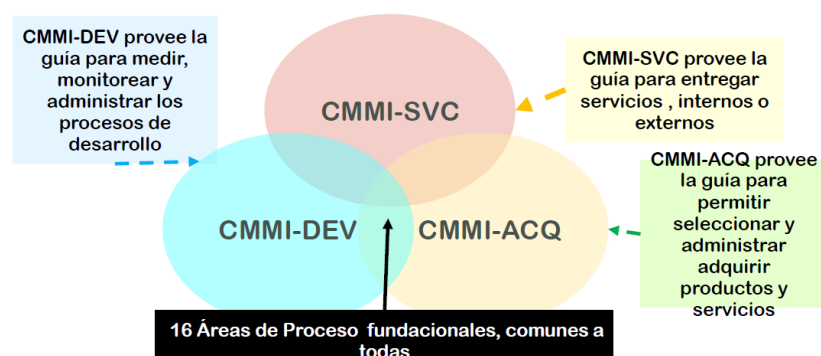 CMMI-DEV provee la
guía para medir,
monitorear y
administrar los
procesos de
desarrollo
CMMI-SVC
CMMI-SVC provee la
guía para entregar
servicios , internos o
externos
CMMI-DEV
CMMI-ACQ
CMMI-ACQ provee
la guía para
permitir
seleccionar y
administrar
adquirir
productos y
servicios
16 Áreas de Proceso  fundacionales, comunes a
todas